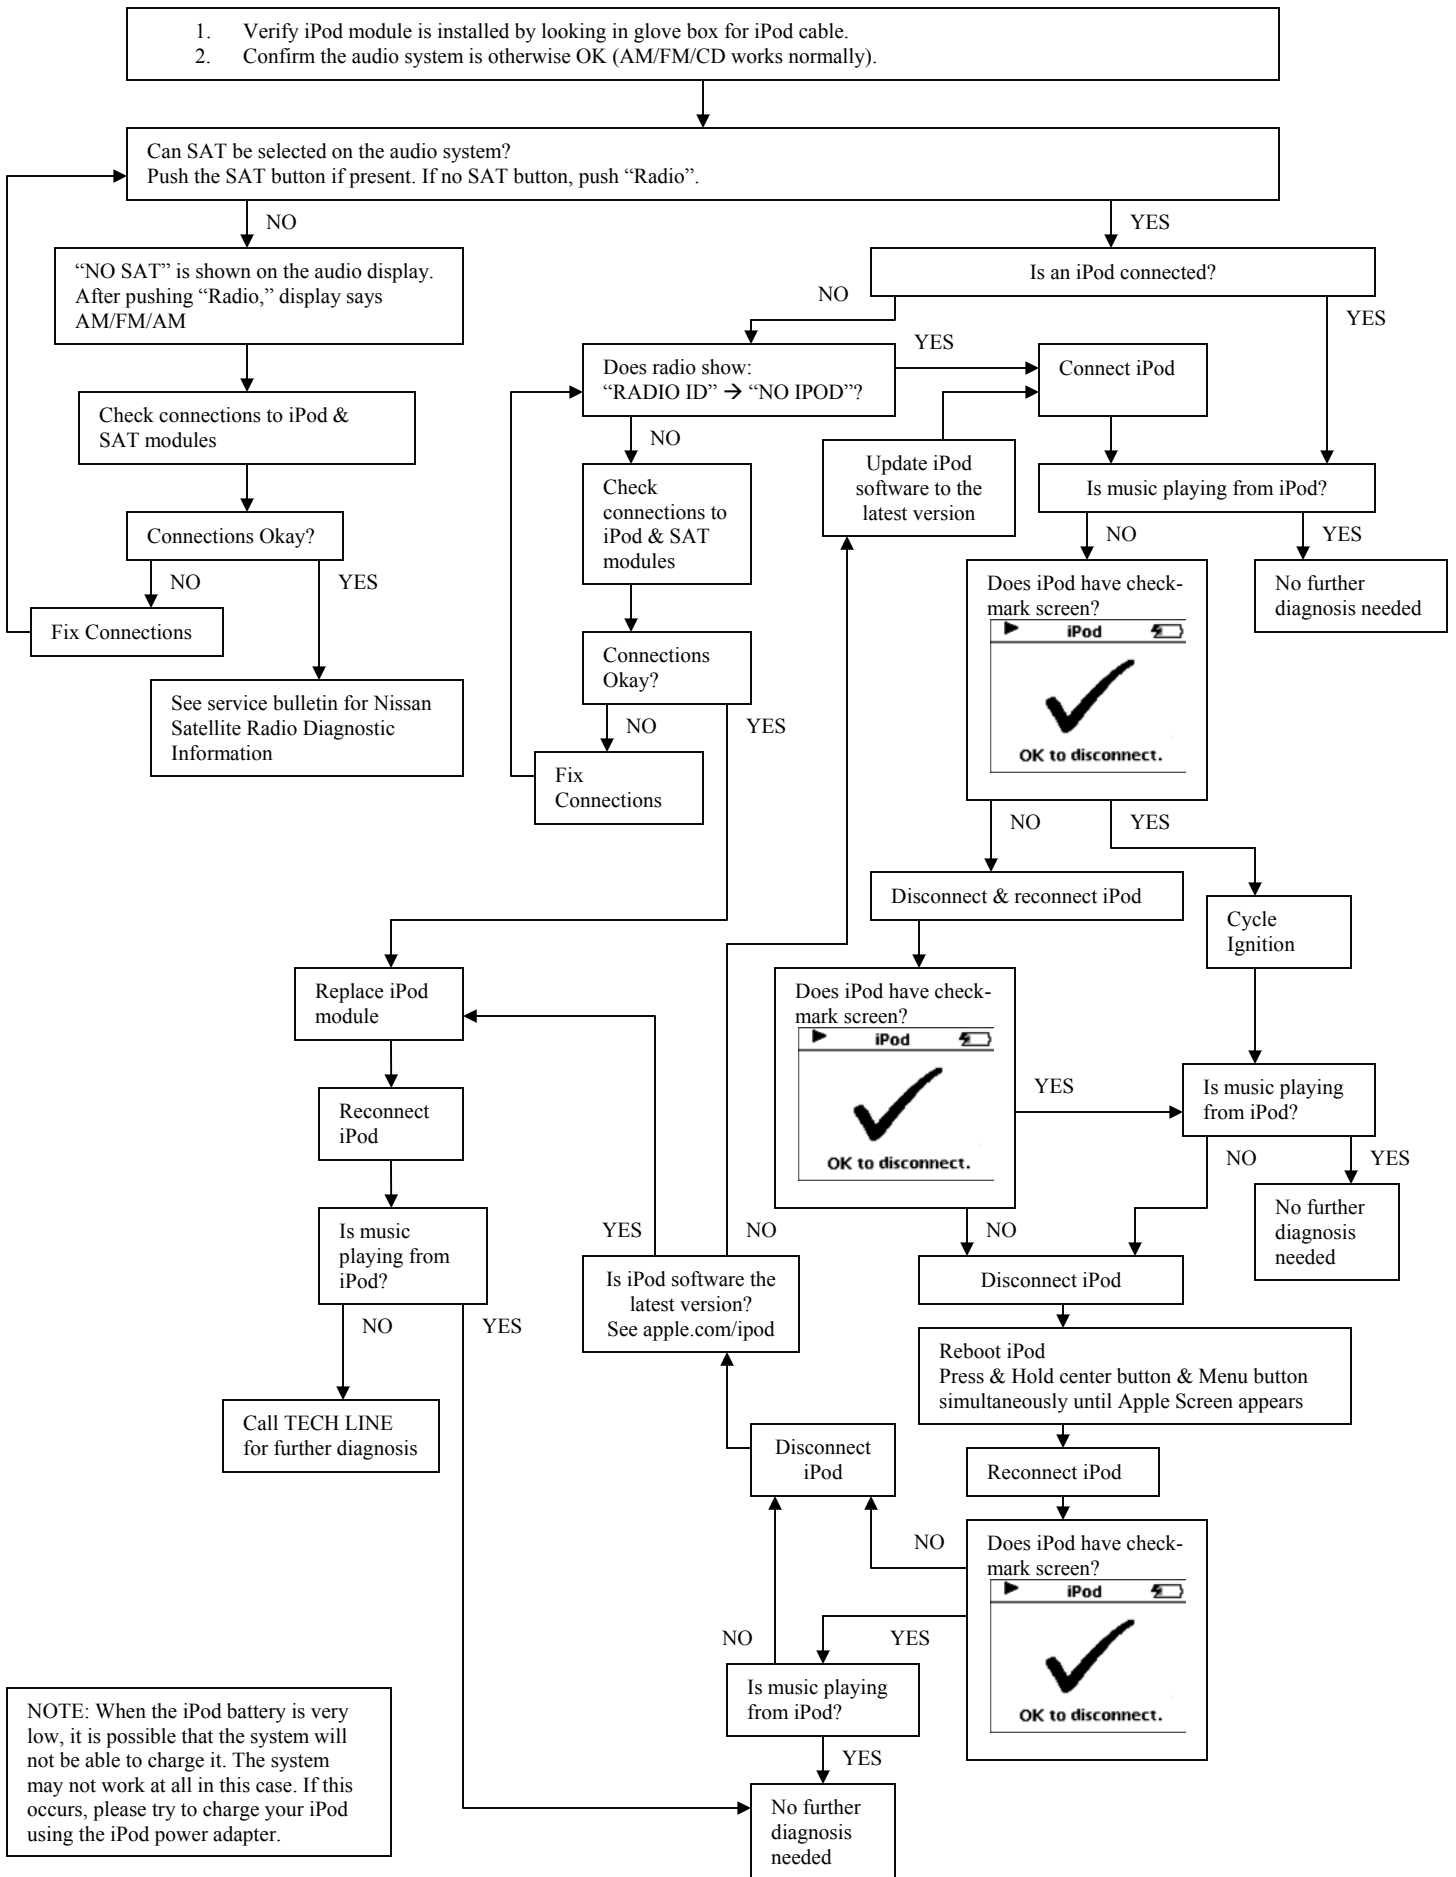 1. Verify iPod module is installed by looking in glove box for iPod cable.
2. Confirm the audio system is otherwise OK (AM/FM/CD works normally).
Can SAT be selected on the audio system?
Push the SAT button if present. If no SAT button, push “Radio”.
NO
YES
“NO SAT” is shown on the audio display.
After pushing “Radio,” display says
AM/FM/AM
Check connections to iPod &
SAT modules
Connections Okay?
NO
YES
Fix Connections
See service bulletin for Nissan
Satellite Radio Diagnostic
Information
Is an iPod connected?
NO
YES
Does radio show:
“RADIO ID” → “NO IPOD”?
YES
NO
Connect iPod
Check
connections to
iPod & SAT
modules
Connections
Okay?
NO
YES
Fix
Connections
Update iPod
software to the
latest version
Is music playing from iPod?
NO
YES
No further
diagnosis needed
Does iPod have check-
mark screen?
iPod
OK to disconnect.
NO
YES
Disconnect & reconnect iPod
Cycle
Ignition
Does iPod have check-
mark screen?
iPod
OK to disconnect.
YES
NO
Is music playing
from iPod?
NO
YES
No further
diagnosis
needed
Disconnect iPod
Reboot iPod
Press & Hold center button & Menu button
simultaneously until Apple Screen appears
Reconnect iPod
Does iPod have check-
mark screen?
iPod
OK to disconnect.
NO
YES
Disconnect
iPod
Is music playing
from iPod?
NO
YES
No further
diagnosis
needed
Is iPod software the
latest version?
See apple.com/ipod
YES
NO
Replace iPod
module
Reconnect
iPod
Is music
playing from
iPod?
NO
YES
Call TECH LINE
for further diagnosis
NOTE: When the iPod battery is very
low, it is possible that the system will
not be able to charge it. The system
may not work at all in this case. If this
occurs, please try to charge your iPod
using the iPod power adapter.